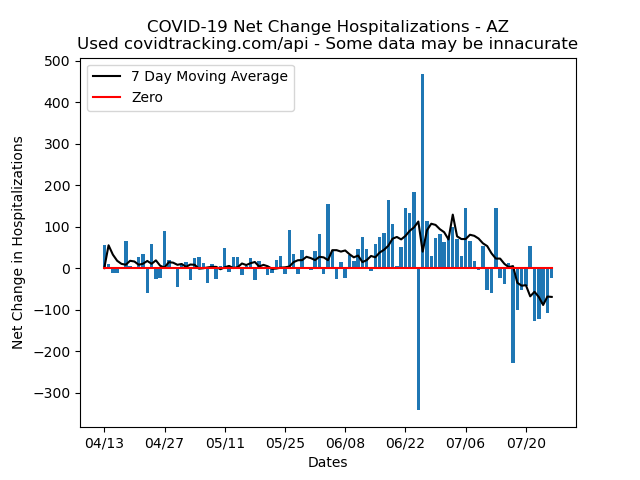 COVID-19 Net Change Hospitalizations - AZ
Used covidtracking.com/api - Some data may be innacurate
7 Day Moving Average
Zero
Net Change in Hospitalizations
500
400
300
200
100
0
−100
−200
−300
04/13 04/27 05/11 05/25 06/08 06/22 07/06 07/20
Dates